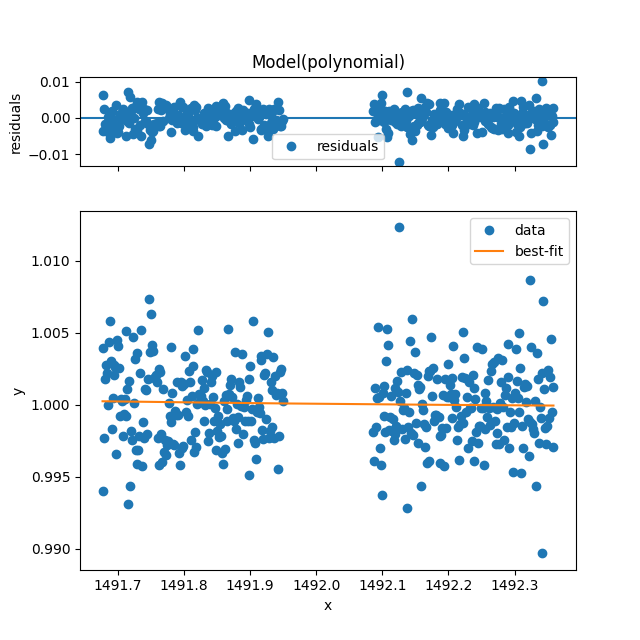 Model(polynomial)
0.01
0.00
−0.01
residuals
residuals
data
best-fit
1.010
1.005
1.000
0.995
0.990
y
1491.7 1491.8 1491.9 1492.0 1492.1 1492.2 1492.3
x